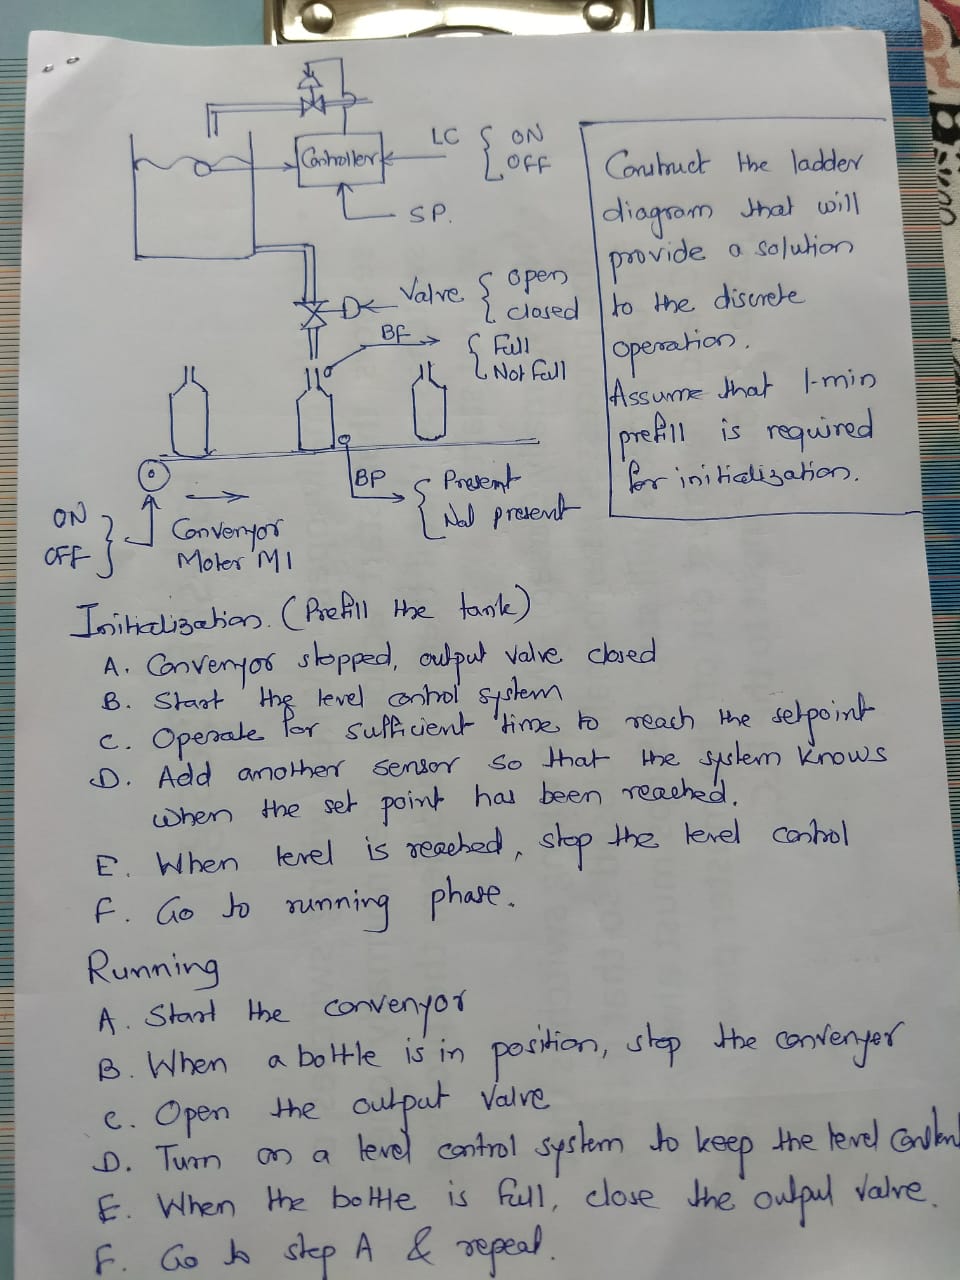 Controller
LC { ON
OFF
SP.
Valve { open
closed
BF
{ Full
Not Full
BP
{ Present
Not present
ON
OFF }
Convenyor
Motor M1
Construct the ladder
diagram that will
provide a solution
to the discrete
operation.
Assume that 1-min
prefill is required
for initialization.
Initialization. (Prefill the tank)
A. Convenyor stopped, output valve closed
B. Start the level control system
C. Operate for sufficient time to reach the setpoint
D. Add another sensor so that the system knows
when the set point has been reached.
E. When level is reached, stop the level control
F. Go to running phase.
Running
A. Start the convenyor
B. When a bottle is in position, stop the convenyer
C. Open the output valve
D. Turn on a level control system to keep the level
E. When the bottle is full, close the output valve.
F. Go to step A & repeat.